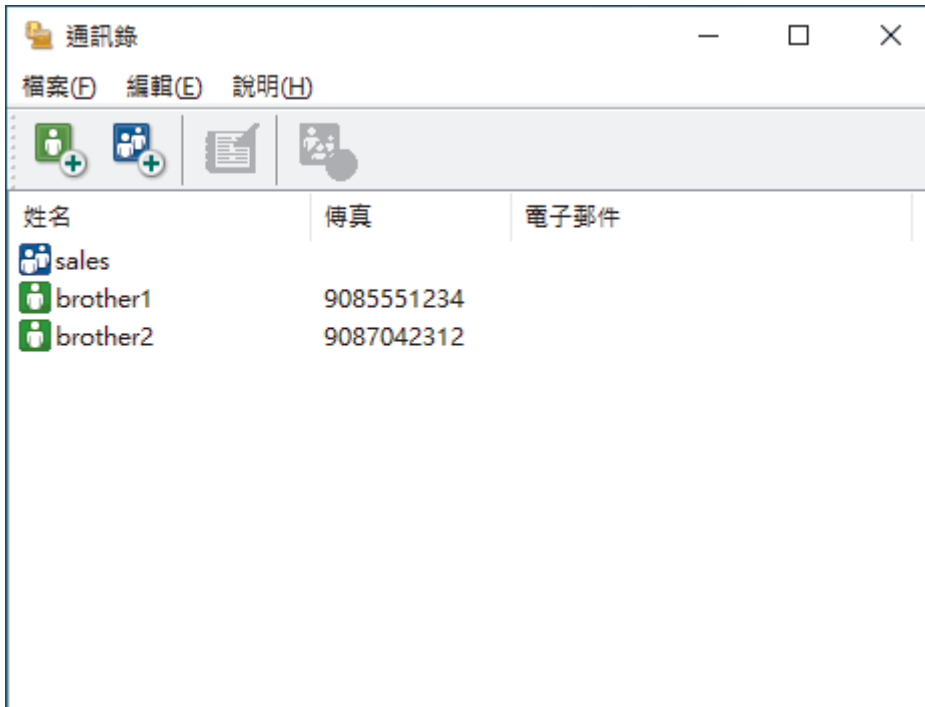 通訊錄
檔案(F) 編輯(E) 說明(H)
姓名 傳真 電子郵件
sales
brother1 9085551234
brother2 9087042312